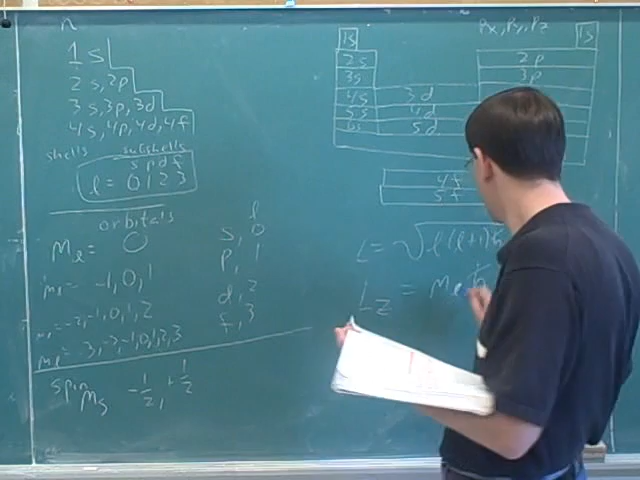 n
1s
2s, 2p
3s, 3p, 3d
4s, 4p, 4d, 4f
shells subshells
s p d f
l = 0 1 2 3
orbitals
Ml = 0
ml = -1, 0, 1
ml = -2, -1, 0, 1, 2
ml = -3, -2, -1, 0, 1, 2, 3
l
s, 0
p, 1
d, 2
f, 3
spin
Ms -1/2, +1/2
Px, Py, Pz
1s 1s
2s 2p
3s 3p
4s 3d
5s 4d
6s 5d
4f
5f
L = √l(l+1)ħ
Lz = mlħ